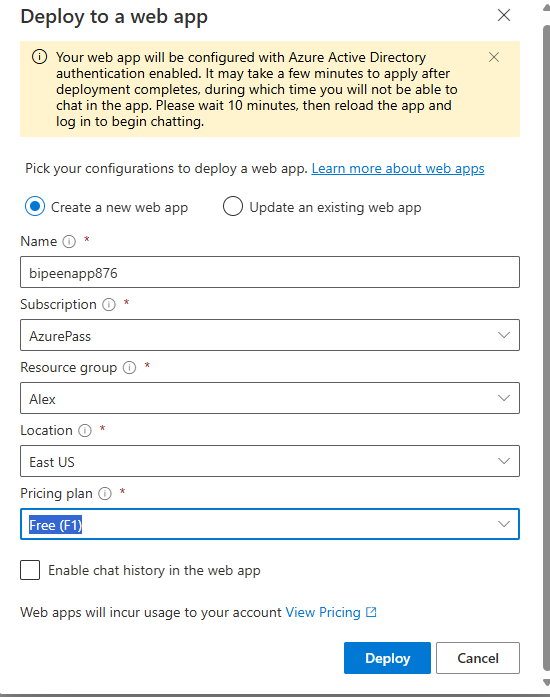 Deploy to a web app
Your web app will be configured with Azure Active Directory
authentication enabled. It may take a few minutes to apply after
deployment completes, during which time you will not be able to
chat in the app. Please wait 10 minutes, then reload the app and
log in to begin chatting.
Pick your configurations to deploy a web app. Learn more about web apps
Create a new web app Update an existing web app
Name *
bipeenapp876
Subscription *
AzurePass
Resource group *
Alex
Location *
East US
Pricing plan *
Free (F1)
Enable chat history in the web app
Web apps will incur usage to your account View Pricing
Deploy Cancel